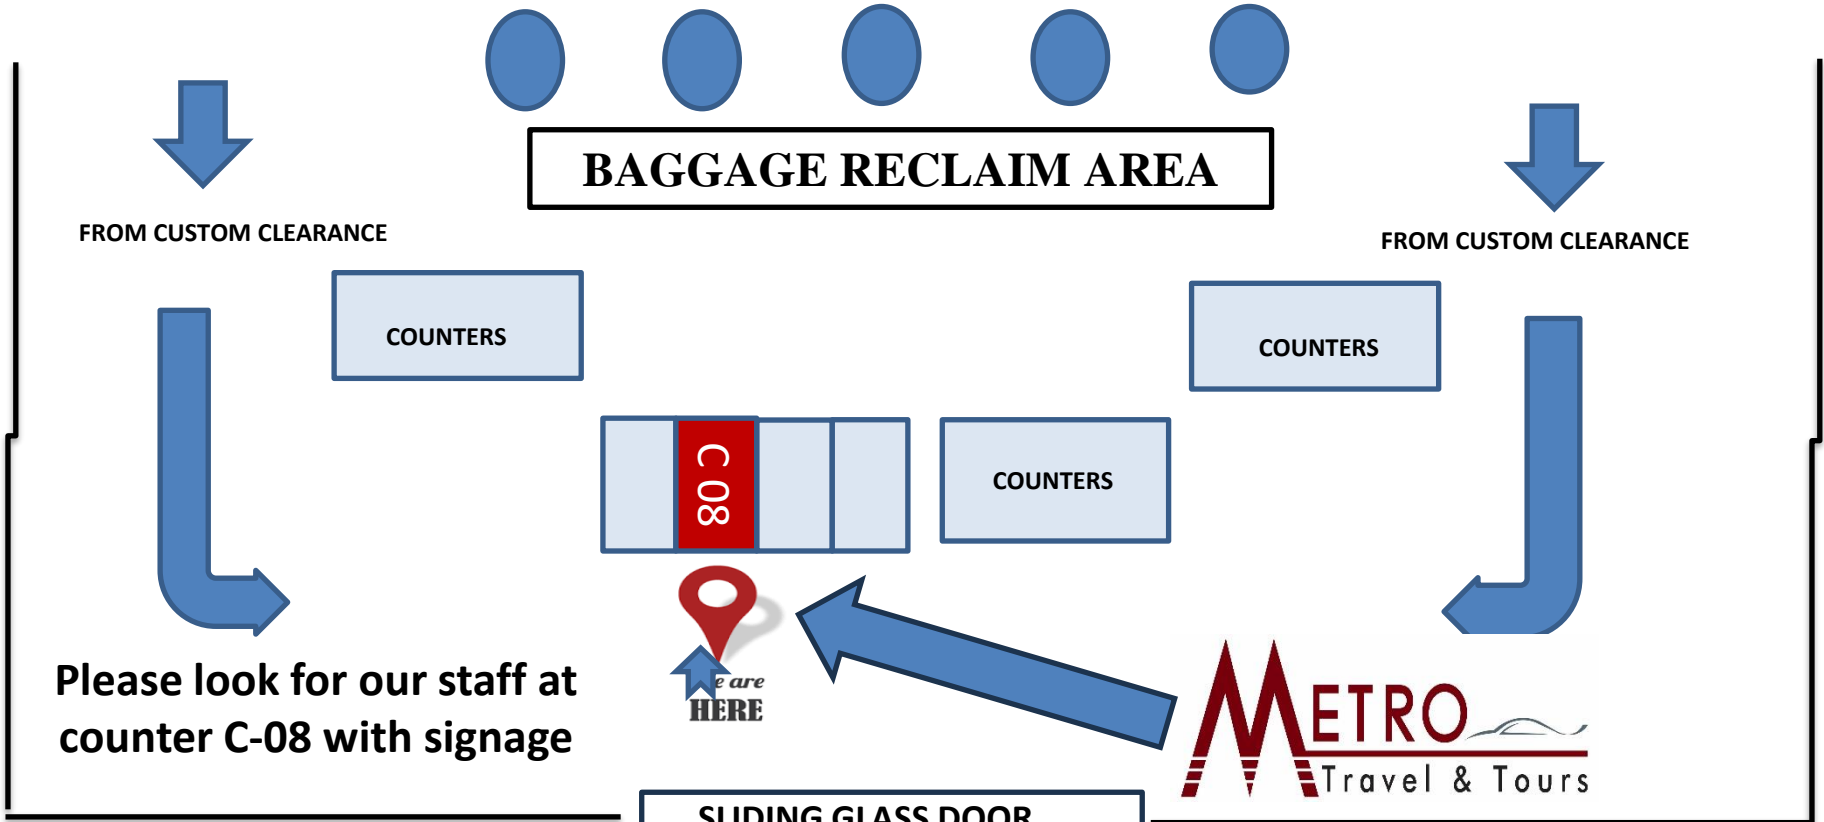 BAGGAGE RECLAIM AREA
FROM CUSTOM CLEARANCE
FROM CUSTOM CLEARANCE
COUNTERS
COUNTERS
C 08
COUNTERS
e are
HERE
Please look for our staff at
counter C-08 with signage
METRO
Travel & Tours
SLIDING GLASS DOOR